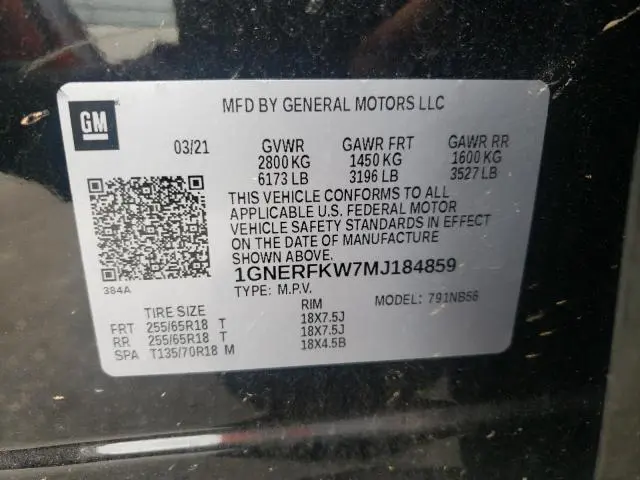 GM
MFD BY GENERAL MOTORS LLC
03/21 GVWR GAWR FRT GAWR RR
2800 KG 1450 KG 1600 KG
6173 LB 3196 LB 3527 LB
THIS VEHICLE CONFORMS TO ALL
APPLICABLE U.S. FEDERAL MOTOR
VEHICLE SAFETY STANDARDS IN EFFECT
ON THE DATE OF MANUFACTURE
SHOWN ABOVE.
1GNERFKW7MJ184859
384A
TYPE: M.P.V. MODEL: 791NB56
TIRE SIZE RIM
FRT 255/65R18 T 18X7.5J
RR 255/65R18 T 18X7.5J
SPA T135/70R18 M 18X4.5B